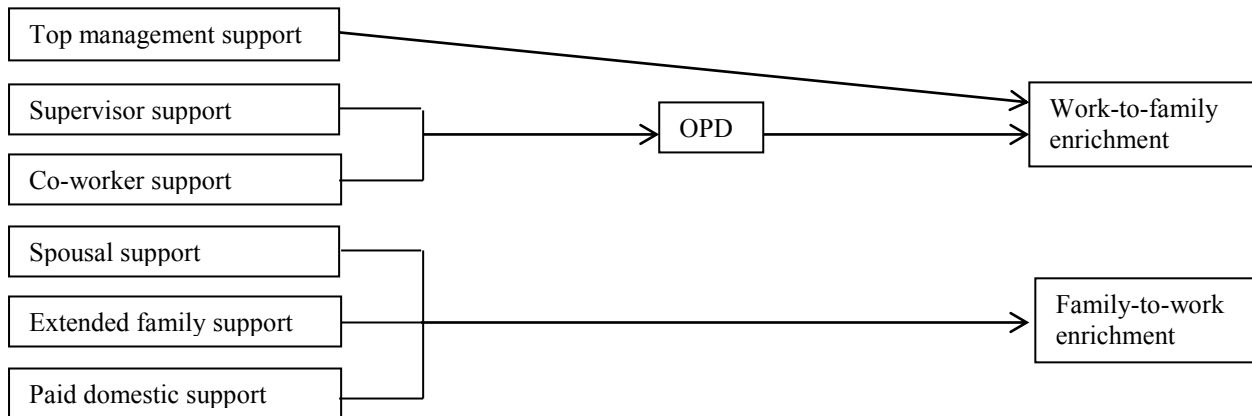 Top management support
Supervisor support
Co-worker support
Spousal support
Extended family support
Paid domestic support
OPD
Work-to-family
enrichment
Family-to-work
enrichment